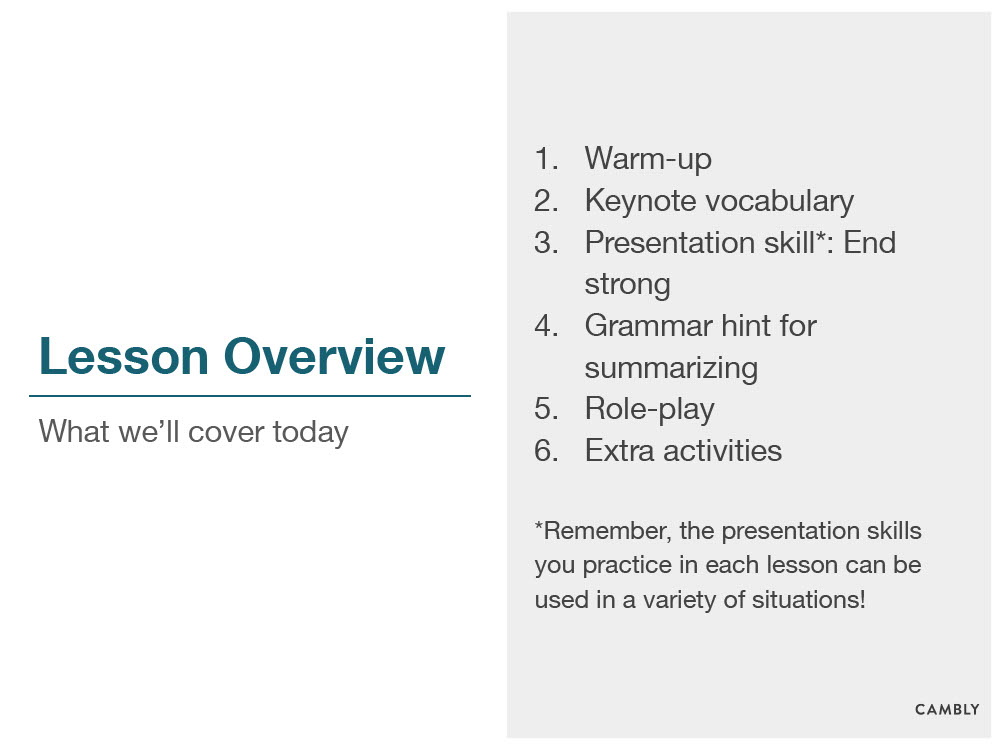 Lesson Overview
What we’ll cover today
1. Warm-up
2. Keynote vocabulary
3. Presentation skill*: End
strong
4. Grammar hint for
summarizing
5. Role-play
6. Extra activities
*Remember, the presentation skills
you practice in each lesson can be
used in a variety of situations!
CAMBLY